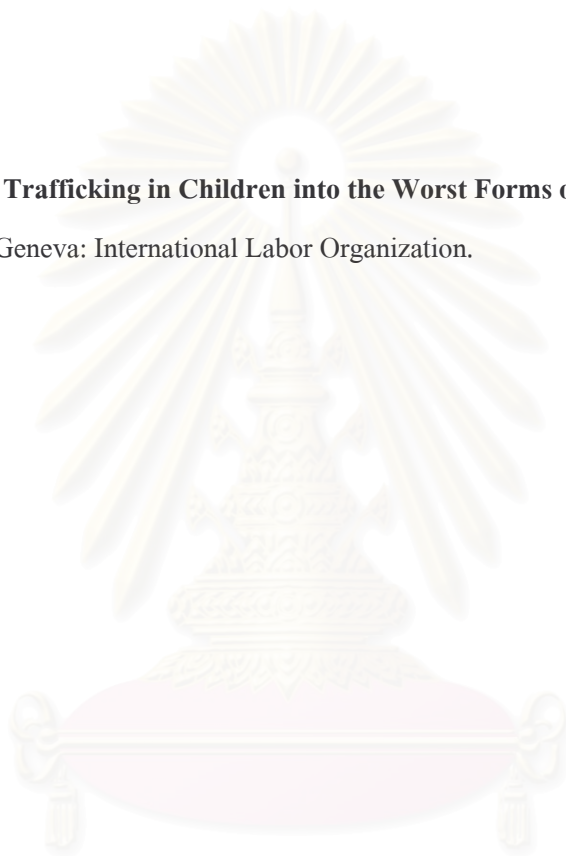 Trafficking in Children into the Worst Forms
Geneva: International Labor Organization.